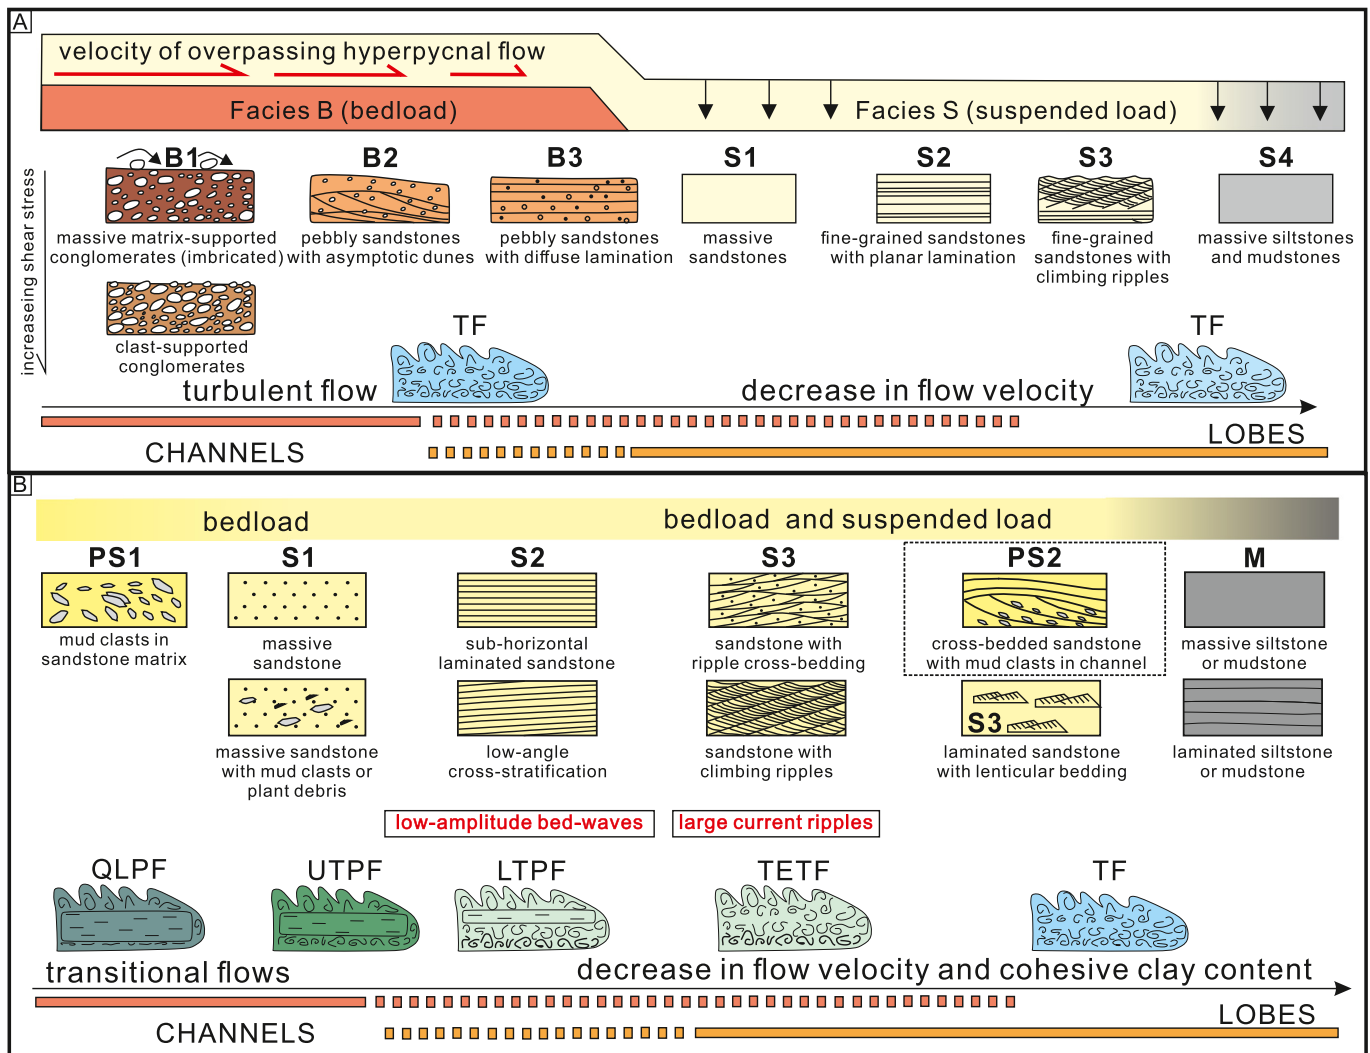 A
velocity of overpassing hyperpycnal flow
Facies B (bedload)
Facies S (suspended load)
increaseing shear stress
B1
B2
B3
S1
S2
S3
S4
massive matrix-supported
conglomerates (imbricated)
pebbly sandstones
with asymptotic dunes
pebbly sandstones
with diffuse lamination
massive
sandstones
fine-grained sandstones
with planar lamination
fine-grained
sandstones with
climbing ripples
massive siltstones
and mudstones
clast-supported
conglomerates
TF
TF
turbulent flow
decrease in flow velocity
CHANNELS
LOBES
B
bedload
bedload and suspended load
PS1
S1
S2
S3
PS2
M
mud clasts in
sandstone matrix
massive
sandstone
sub-horizontal
laminated sandstone
sandstone with
ripple cross-bedding
cross-bedded sandstone
with mud clasts in channel
massive siltstone
or mudstone
S3
massive sandstone
with mud clasts or
plant debris
low-angle
cross-stratification
sandstone with
climbing ripples
laminated sandstone
with lenticular bedding
laminated siltstone
or mudstone
low-amplitude bed-waves
large current ripples
QLPF
UTPF
LTPF
TETF
TF
transitional flows
decrease in flow velocity and cohesive clay content
CHANNELS
LOBES